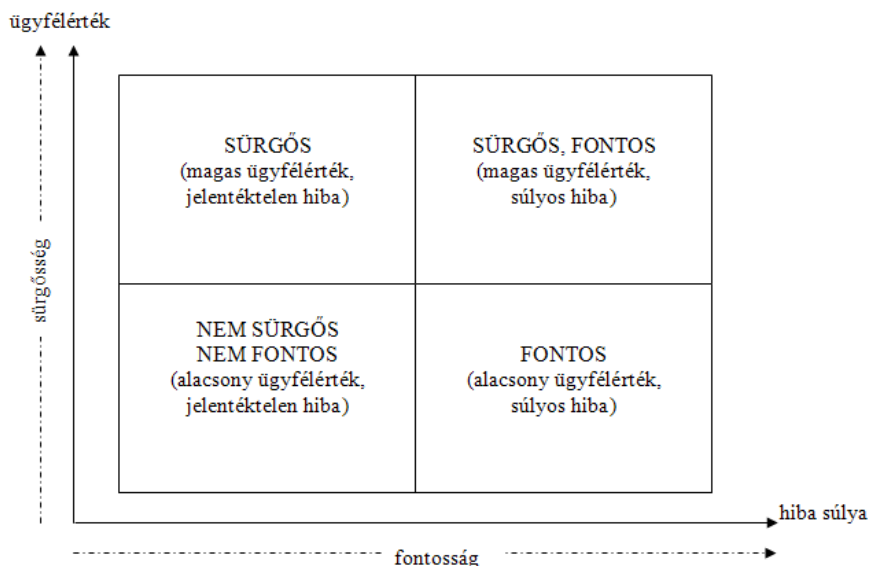 ügyfélérték
SÜRGŐS
(magas ügyfélérték,
jelentéktelen hiba)
SÜRGŐS, FONTOS
(magas ügyfélérték,
súlyos hiba)
sürgősség
NEM SÜRGŐS
NEM FONTOS
(alacsony ügyfélérték,
jelentéktelen hiba)
FONTOS
(alacsony ügyfélérték,
súlyos hiba)
hiba súlya
fontosság